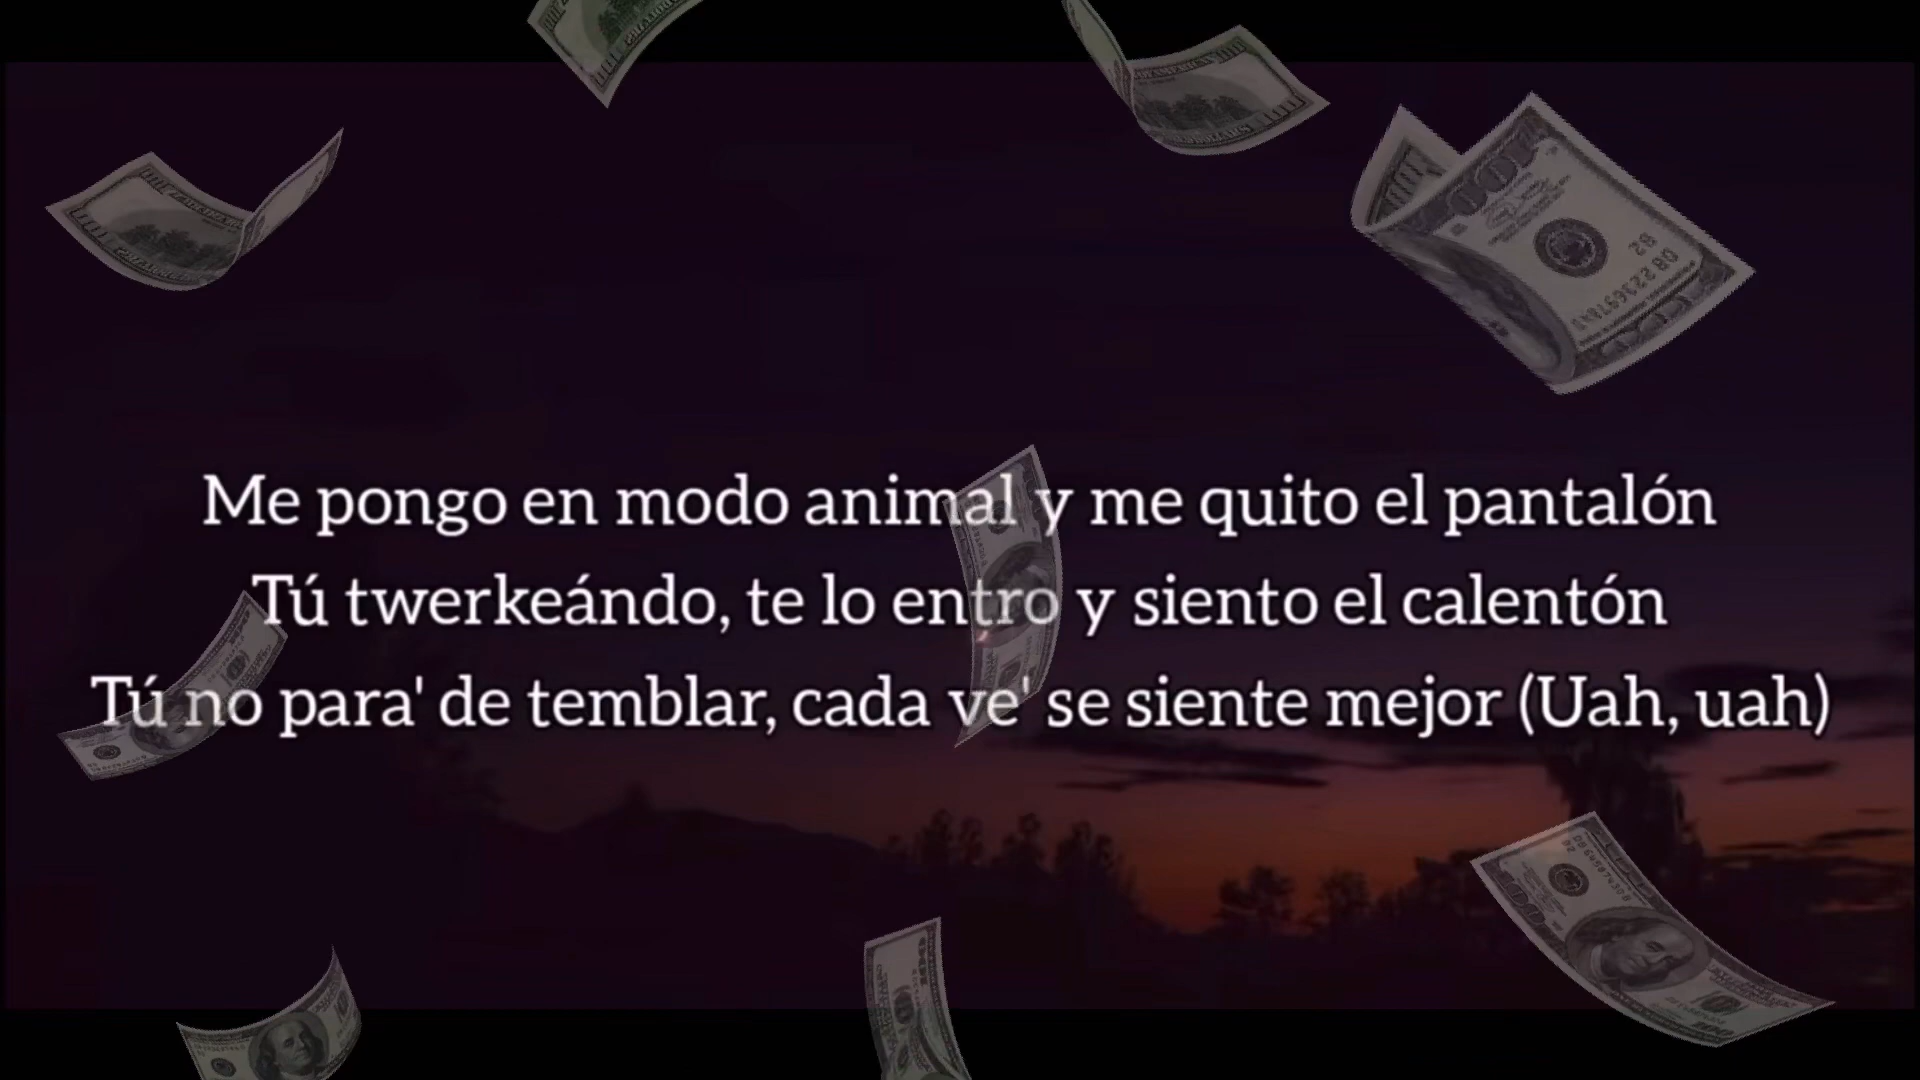 Me pongo en modo animal y me quito el pantalón
Tú twerkeándo, te lo entro y siento el calentón
Tú no para' de temblar, cada ve' se siente mejor (Uah, uah)